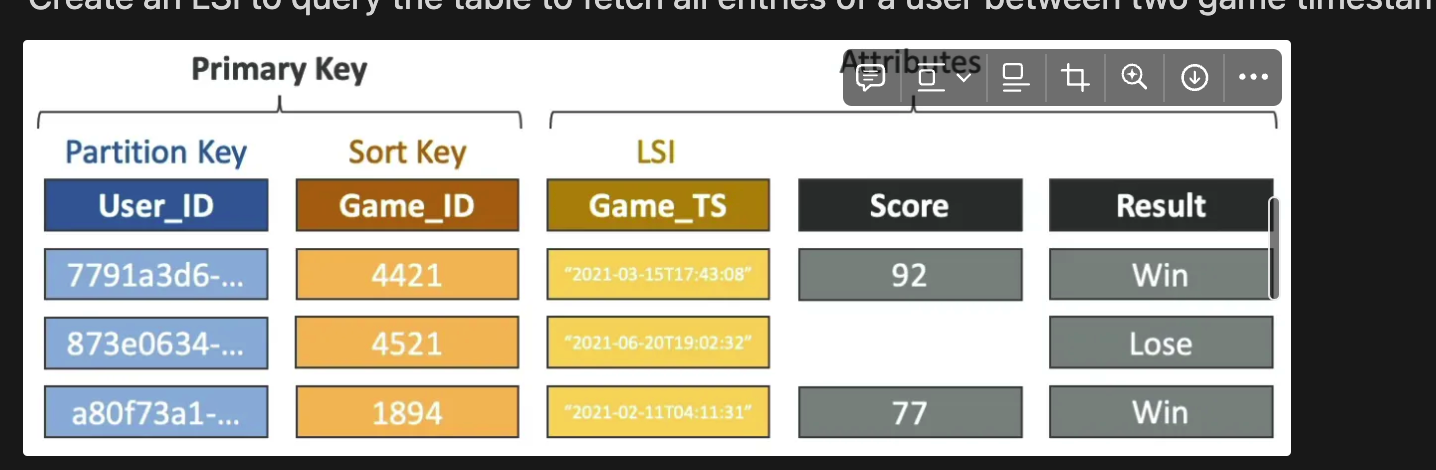 Create an LSI to query the table to fetch all entries of a user between two game
Primary Key
Attributes
Partition Key Sort Key LSI
User_ID Game_ID Game_TS Score Result
7791a3d6-... 4421 “2021-03-15T17:43:08” 92 Win
873e0634-... 4521 “2021-06-20T19:02:32” Lose
a80f73a1-... 1894 “2021-02-11T04:11:31” 77 Win